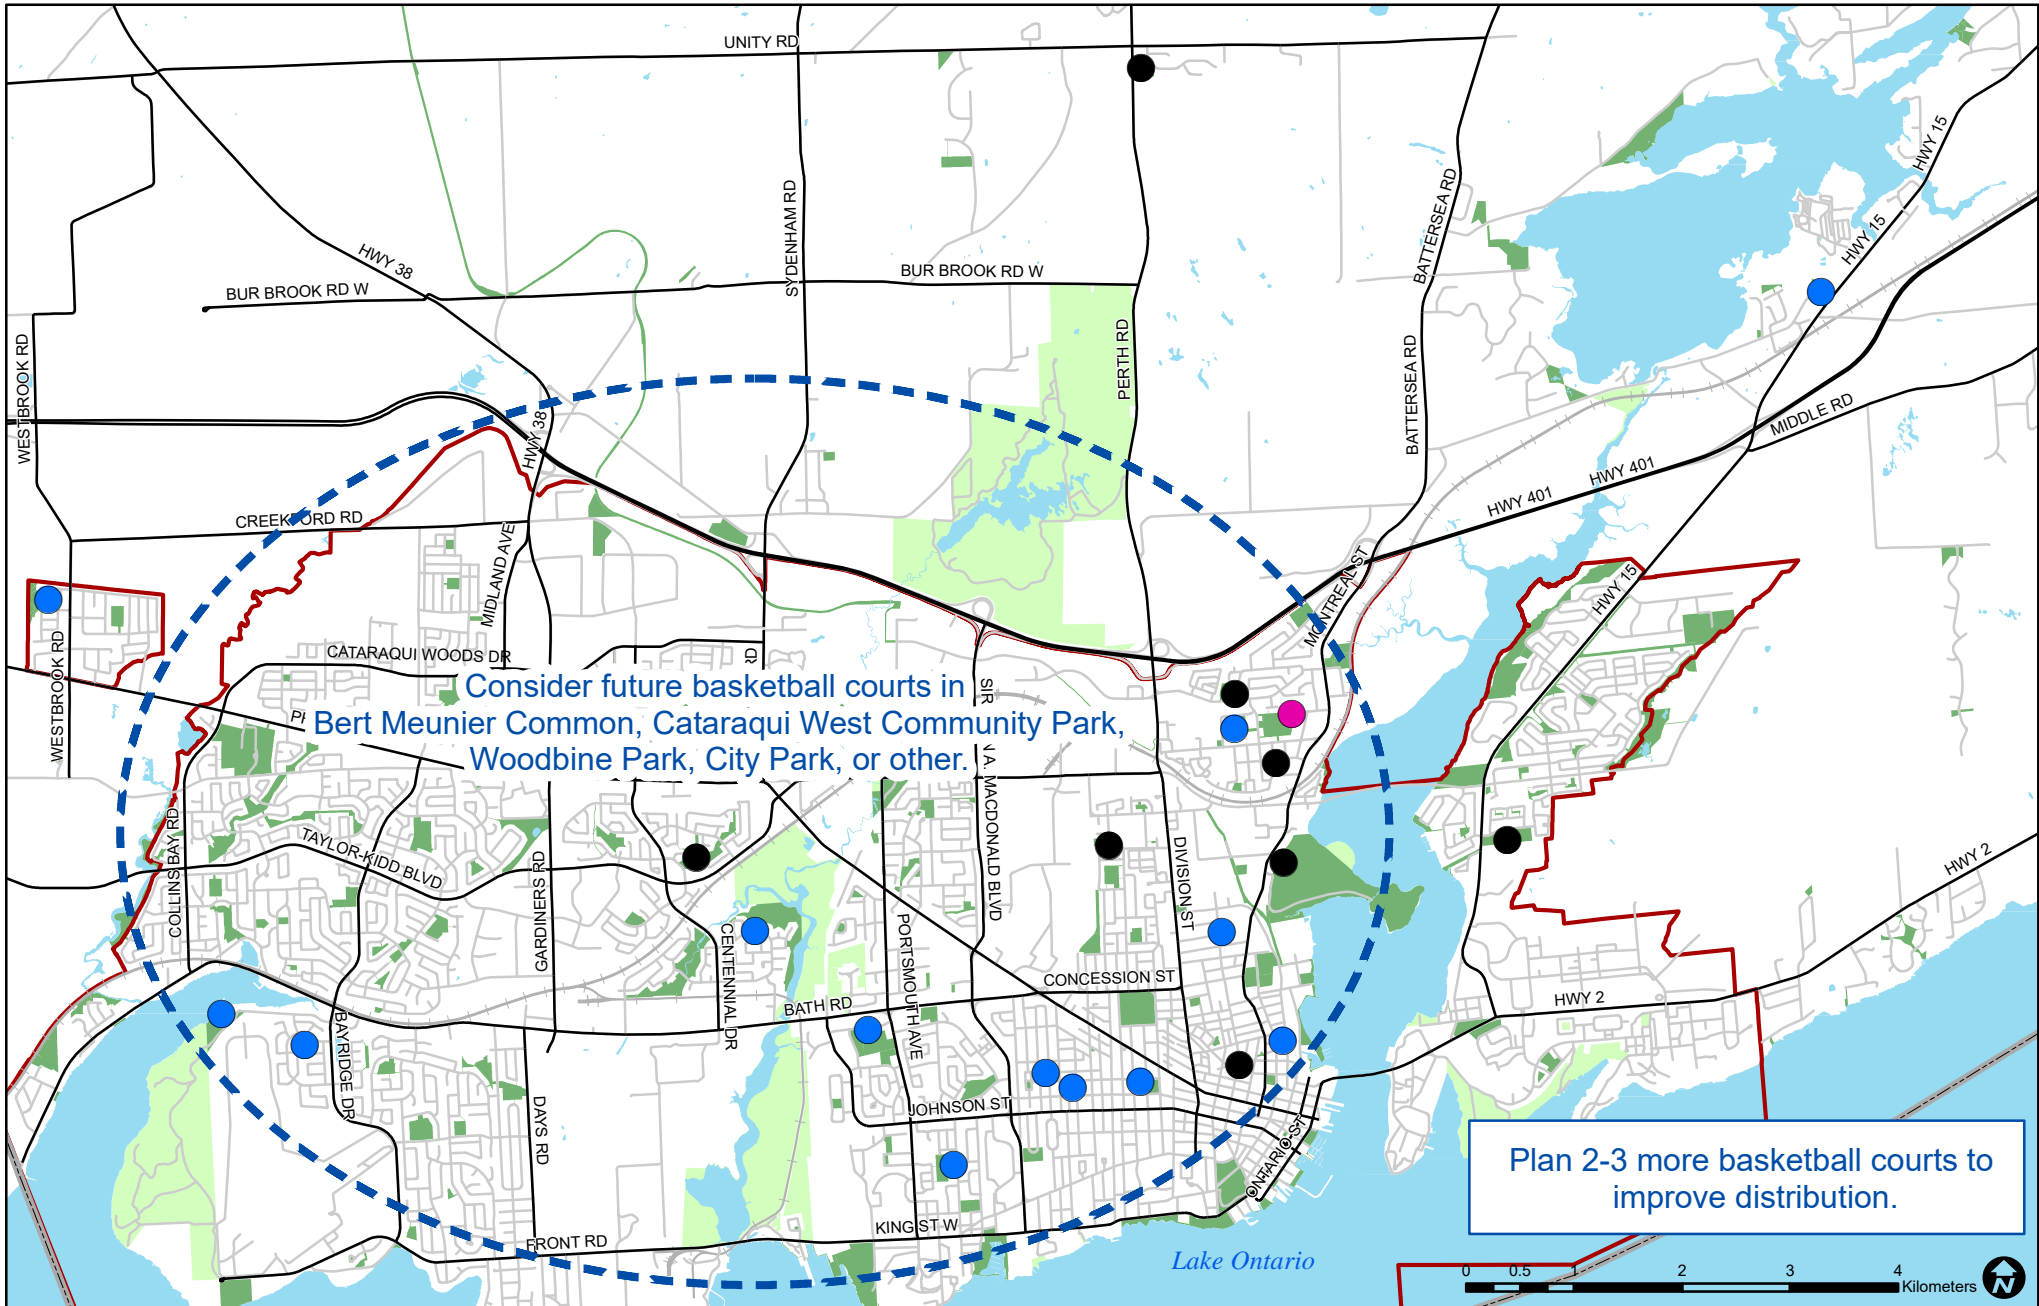 UNITY RD
HWY 15
BATTERSEA RD
SYDENHAM RD
HWY 38
HWY 15
BUR BROOK RD W
BUR BROOK RD W
PERTH RD
WESTBROOK RD
BATTERSEA RD
MIDDLE RD
HWY 38
HWY 401
HWY 401
CREEKFORD RD
MIDLAND AVE
MONTREAL ST
HWY 15
WESTBROOK RD
CATARAQUI WOODS DR
RD
SIR
Consider future basketball courts in
Bert Meunier Common, Cataraqui West Community Park,
Woodbine Park, City Park, or other.
A. MACDONALD BLVD
COLLINS BAY RD
TAYLOR-KIDD BLVD
GARDINERS RD
DIVISION ST
HWY 2
CENTENNIAL DR
PORTSMOUTH AVE
CONCESSION ST
BATH RD
HWY 2
BAYRIDGE DR
DAYS RD
JOHNSON ST
ONTARIO ST
Plan 2-3 more basketball courts to
improve distribution.
KING ST W
FRONT RD
Lake Ontario
0 0.5 1 2 3 4
Kilometers
N